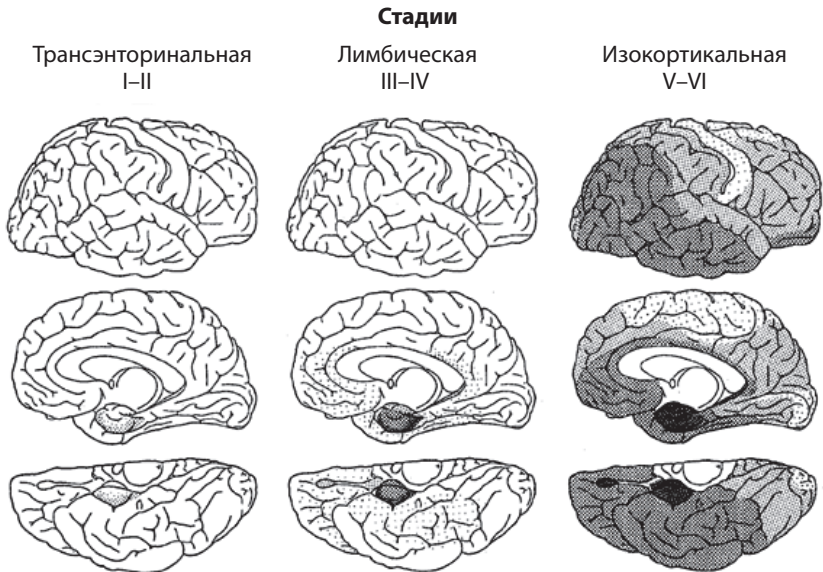 Стадии
Трансэнторинальная
I–II
Лимбическая
III–IV
Изокортикальная
V–VI